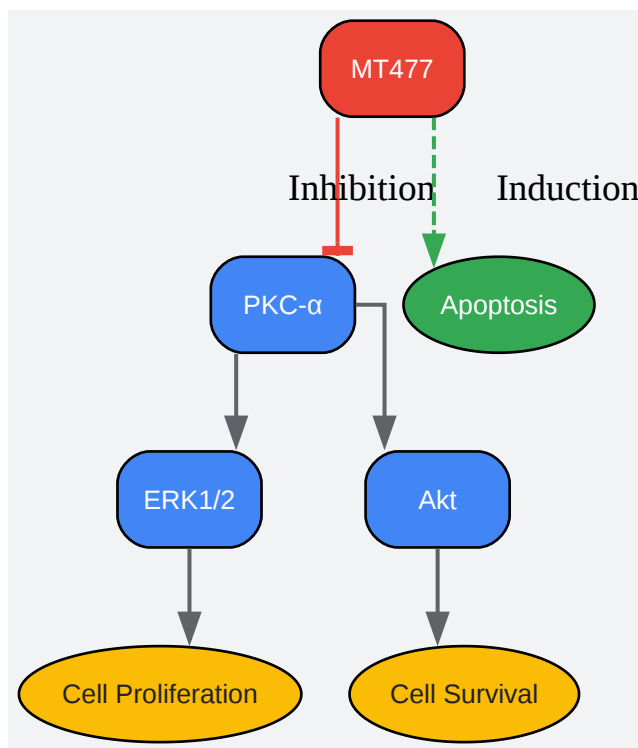 MT477
Inhibition
Induction
PKC-α
Apoptosis
ERK1/2
Akt
Cell Proliferation
Cell Survival